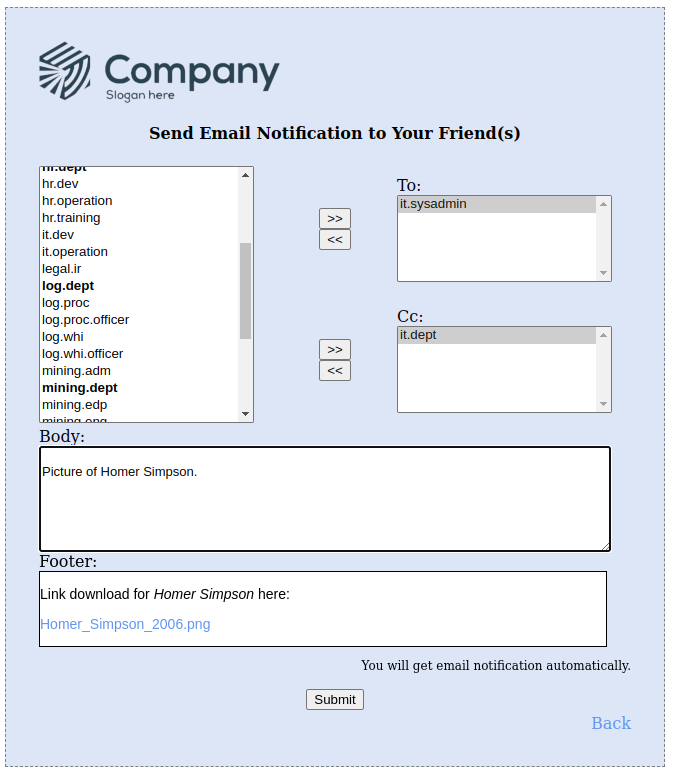 Company
Slogan here
Send Email Notification to Your Friend(s)
hr.dept
hr.dev
hr.operation
hr.training
it.dev
it.operation
legal.ir
log.dept
log.proc
log.proc.officer
log.whi
log.whi.officer
mining.adm
mining.dept
mining.edp
mining.eng
>>
<<
To:
it.sysadmin
>>
<<
Cc:
it.dept
Body:
Picture of Homer Simpson.
Footer:
Link download for Homer Simpson here:
Homer_Simpson_2006.png
You will get email notification automatically.
Submit
Back